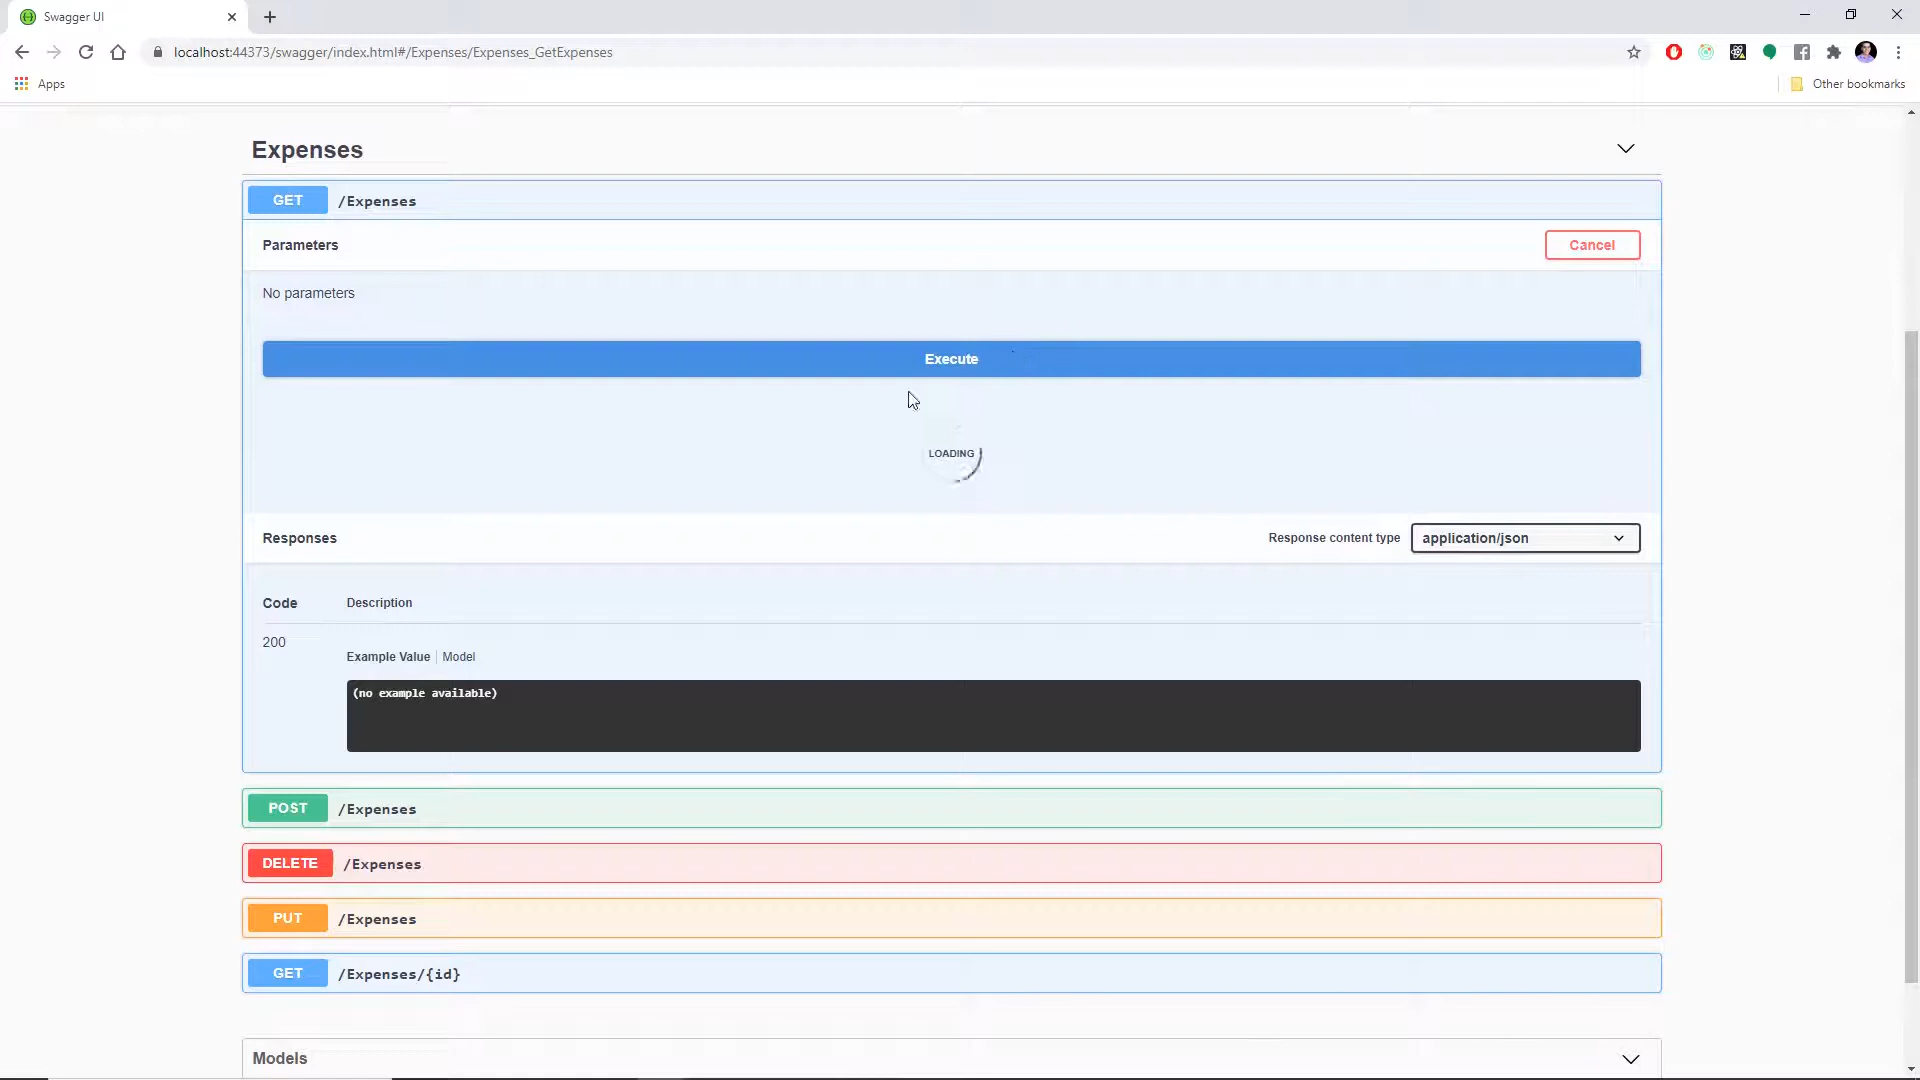 Swagger UI
localhost:44373/swagger/index.html#/Expenses/Expenses_GetExpenses
Apps
Other bookmarks
Expenses
GET /Expenses
Parameters
Cancel
No parameters
Execute
LOADING
Responses
Response content type application/json
Code Description
200
Example Value Model
(no example available)
POST /Expenses
DELETE /Expenses
PUT /Expenses
GET /Expenses/{id}
Models